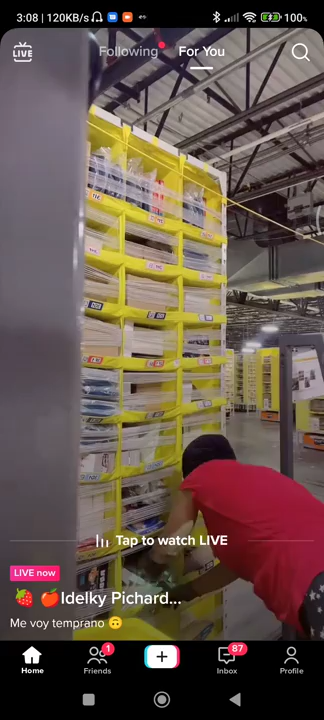 3:08 | 120KB/s
100%
LIVE
Following
For You
Tap to watch LIVE
LIVE now
🍓 🍎Idelky Pichard...
Me voy temprano 🙃
1
87
Home
Friends
Inbox
Profile